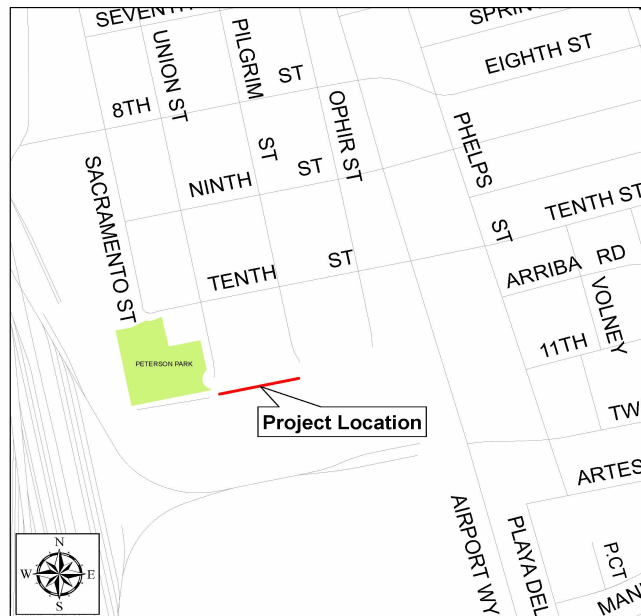 SEVENTH
SPRIN
UNION ST
PILGRIM
ST
EIGHTH ST
8TH
ST
OPHIR ST
PHELPS
ST
SACRAMENTO ST
NINTH
ST
TENTH ST
TENTH
ST
ARRIBA RD
VOLNEY
PETERSON PARK
11TH
Project Location
TW
ARTES
AIRPORT WY
PLAYA DEL
P.CT
MAN
N
W
E
S